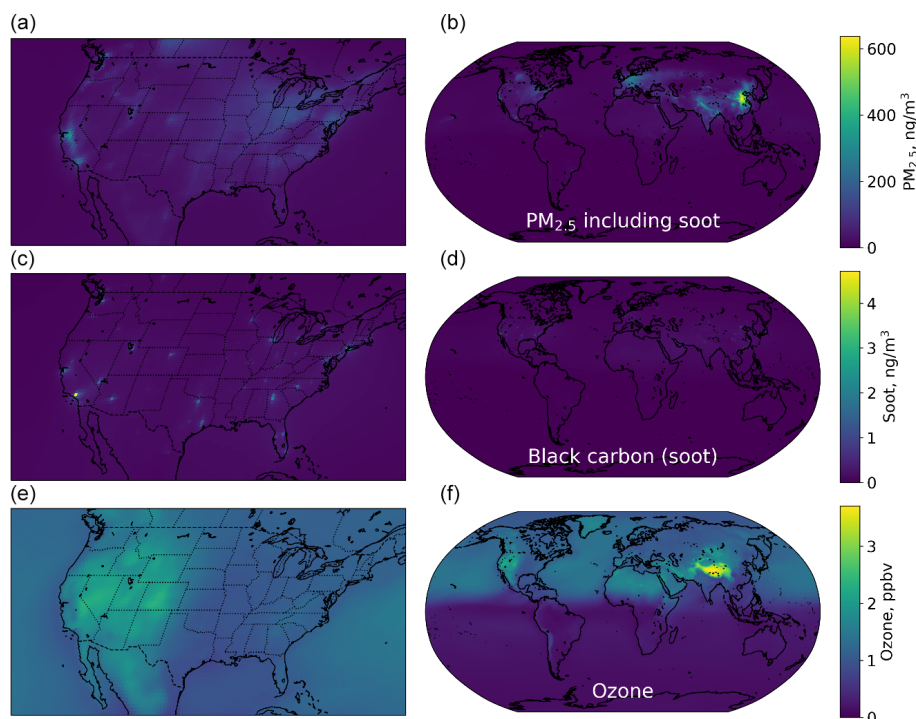 (a)
(b)
600
400
200
0
PM2.5, ng/m³
PM2.5 including soot
(c)
(d)
4
3
2
1
0
Soot, ng/m³
Black carbon (soot)
(e)
(f)
3
2
1
0
Ozone, ppbv
Ozone